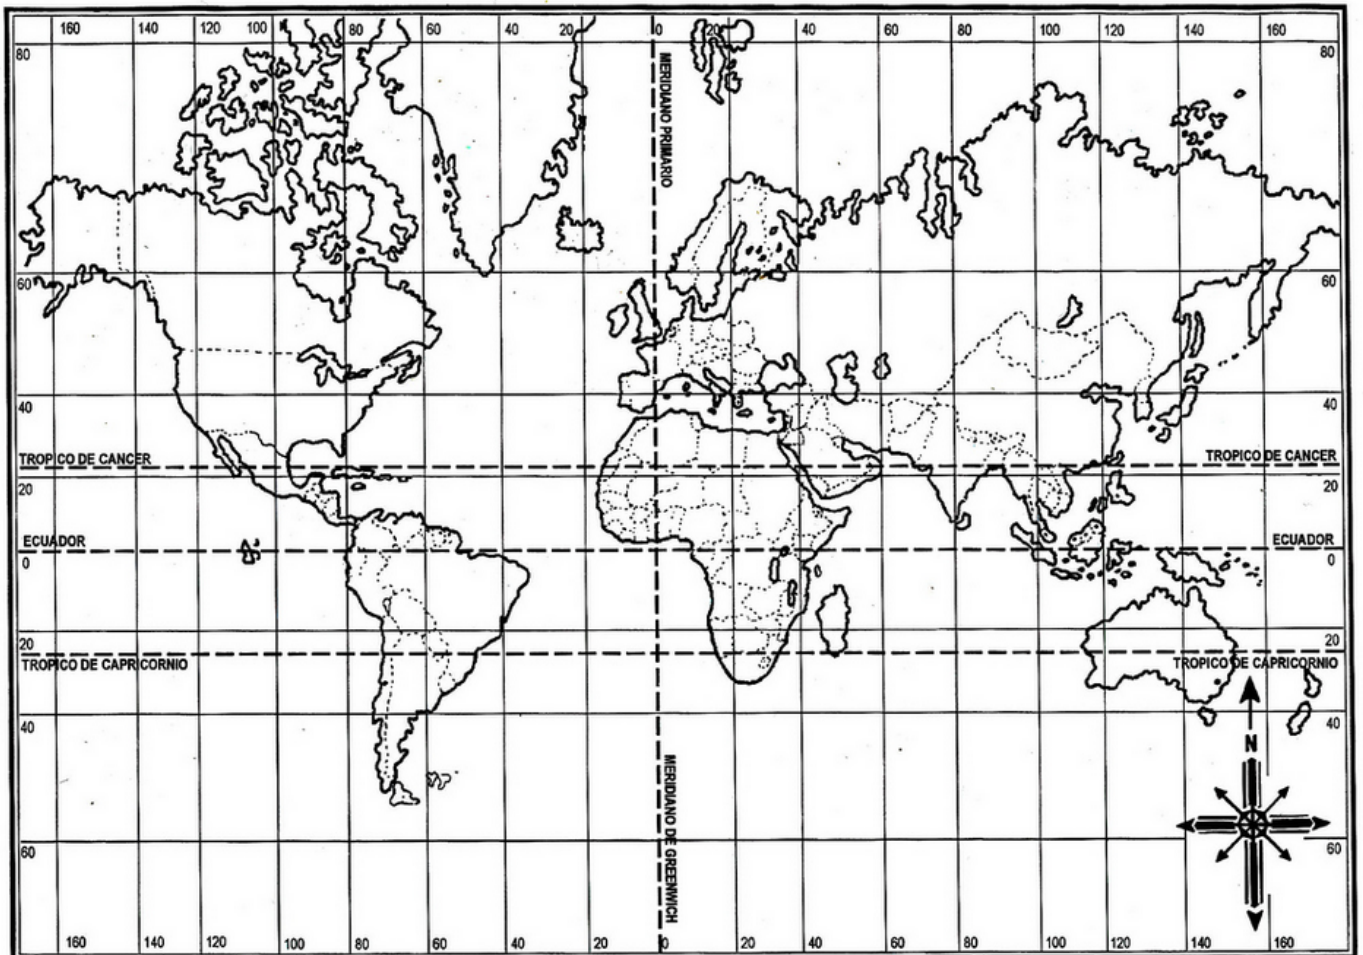 160 140 120 100 80 60 40 20 0 20 40 60 80 100 120 140 160
80 80
MERIDIANO PRIMARIO
60 60
40 40
TROPICO DE CANCER TROPICO DE CANCER
20 20
ECUADOR ECUADOR
0 0
20 20
TROPICO DE CAPRICORNIO TROPICO DE CAPRICORNIO
40 40
N
MERIDIANO DE GREENWICH
60 60
160 140 120 100 80 60 40 20 0 20 40 60 80 100 120 140 160